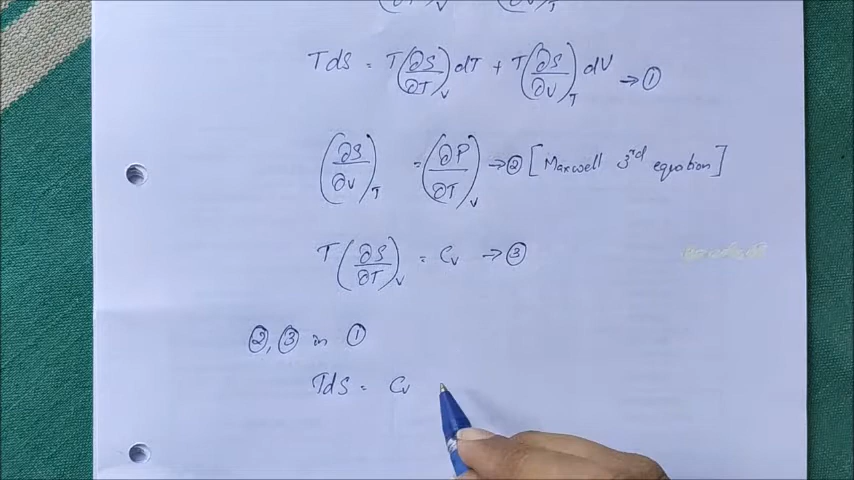 TdS = T(∂S/∂T)_V dT + T(∂S/∂V)_T dV → ①
(∂S/∂V)_T = (∂P/∂T)_V → ② [Maxwell 3rd equation]
T(∂S/∂T)_V = C_V → ③
②, ③ in ①
TdS = C_V